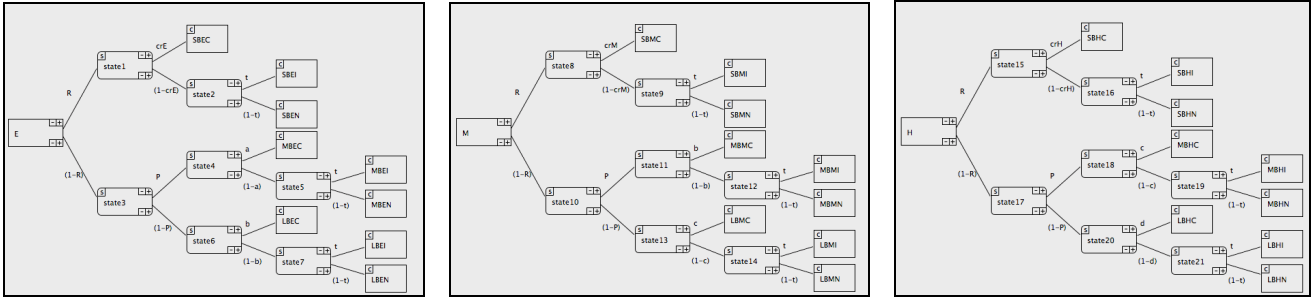 E
R
(1-R)
s
state1
crE
(1-crE)
c
SBEC
s
state2
t
(1-t)
c
SBEI
c
SBEN
s
state3
P
(1-P)
s
state4
a
(1-a)
c
MBEC
s
state5
t
(1-t)
c
MBEI
c
MBEN
s
state6
b
(1-b)
c
LBEC
s
state7
t
(1-t)
c
LBEI
c
LBEN
M
R
(1-R)
s
state8
crM
(1-crM)
c
SBMC
s
state9
t
(1-t)
c
SBMI
c
SBMN
s
state10
P
(1-P)
s
state11
b
(1-b)
c
MBMC
s
state12
t
(1-t)
c
MBMI
c
MBMN
s
state13
c
(1-c)
c
LBMC
s
state14
t
(1-t)
c
LBMI
c
LBMN
H
R
(1-R)
s
state15
crH
(1-crH)
c
SBHC
s
state16
t
(1-t)
c
SBHI
c
SBHN
s
state17
P
(1-P)
s
state18
c
(1-c)
c
MBHC
s
state19
t
(1-t)
c
MBHI
c
MBHN
s
state20
d
(1-d)
c
LBHC
s
state21
t
(1-t)
c
LBHI
c
LBHN